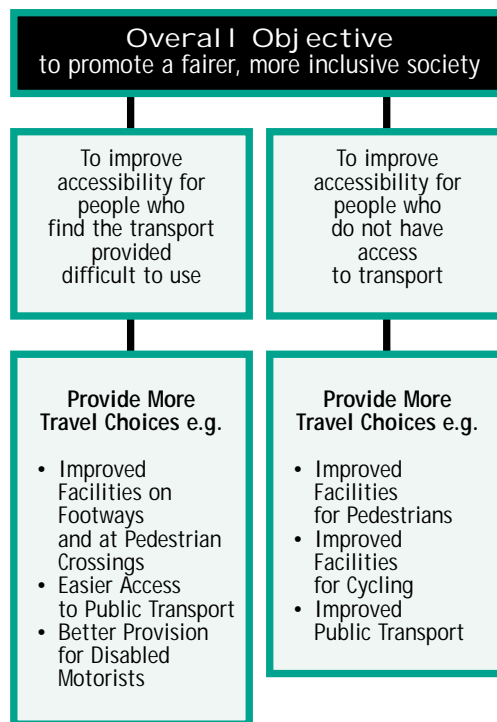 Overall Objective
to promote a fairer, more inclusive society
To improve
accessibility for
people who
find the transport
provided
difficult to use
To improve
accessibility for
people who
do not have
access
to transport
Provide More
Travel Choices e.g.
• Improved
Facilities on
Footways
and at Pedestrian
Crossings
• Easier Access
to Public Transport
• Better Provision
for Disabled
Motorists
Provide More
Travel Choices e.g.
• Improved
Facilities
for Pedestrians
• Improved
Facilities
for Cycling
• Improved
Public Transport